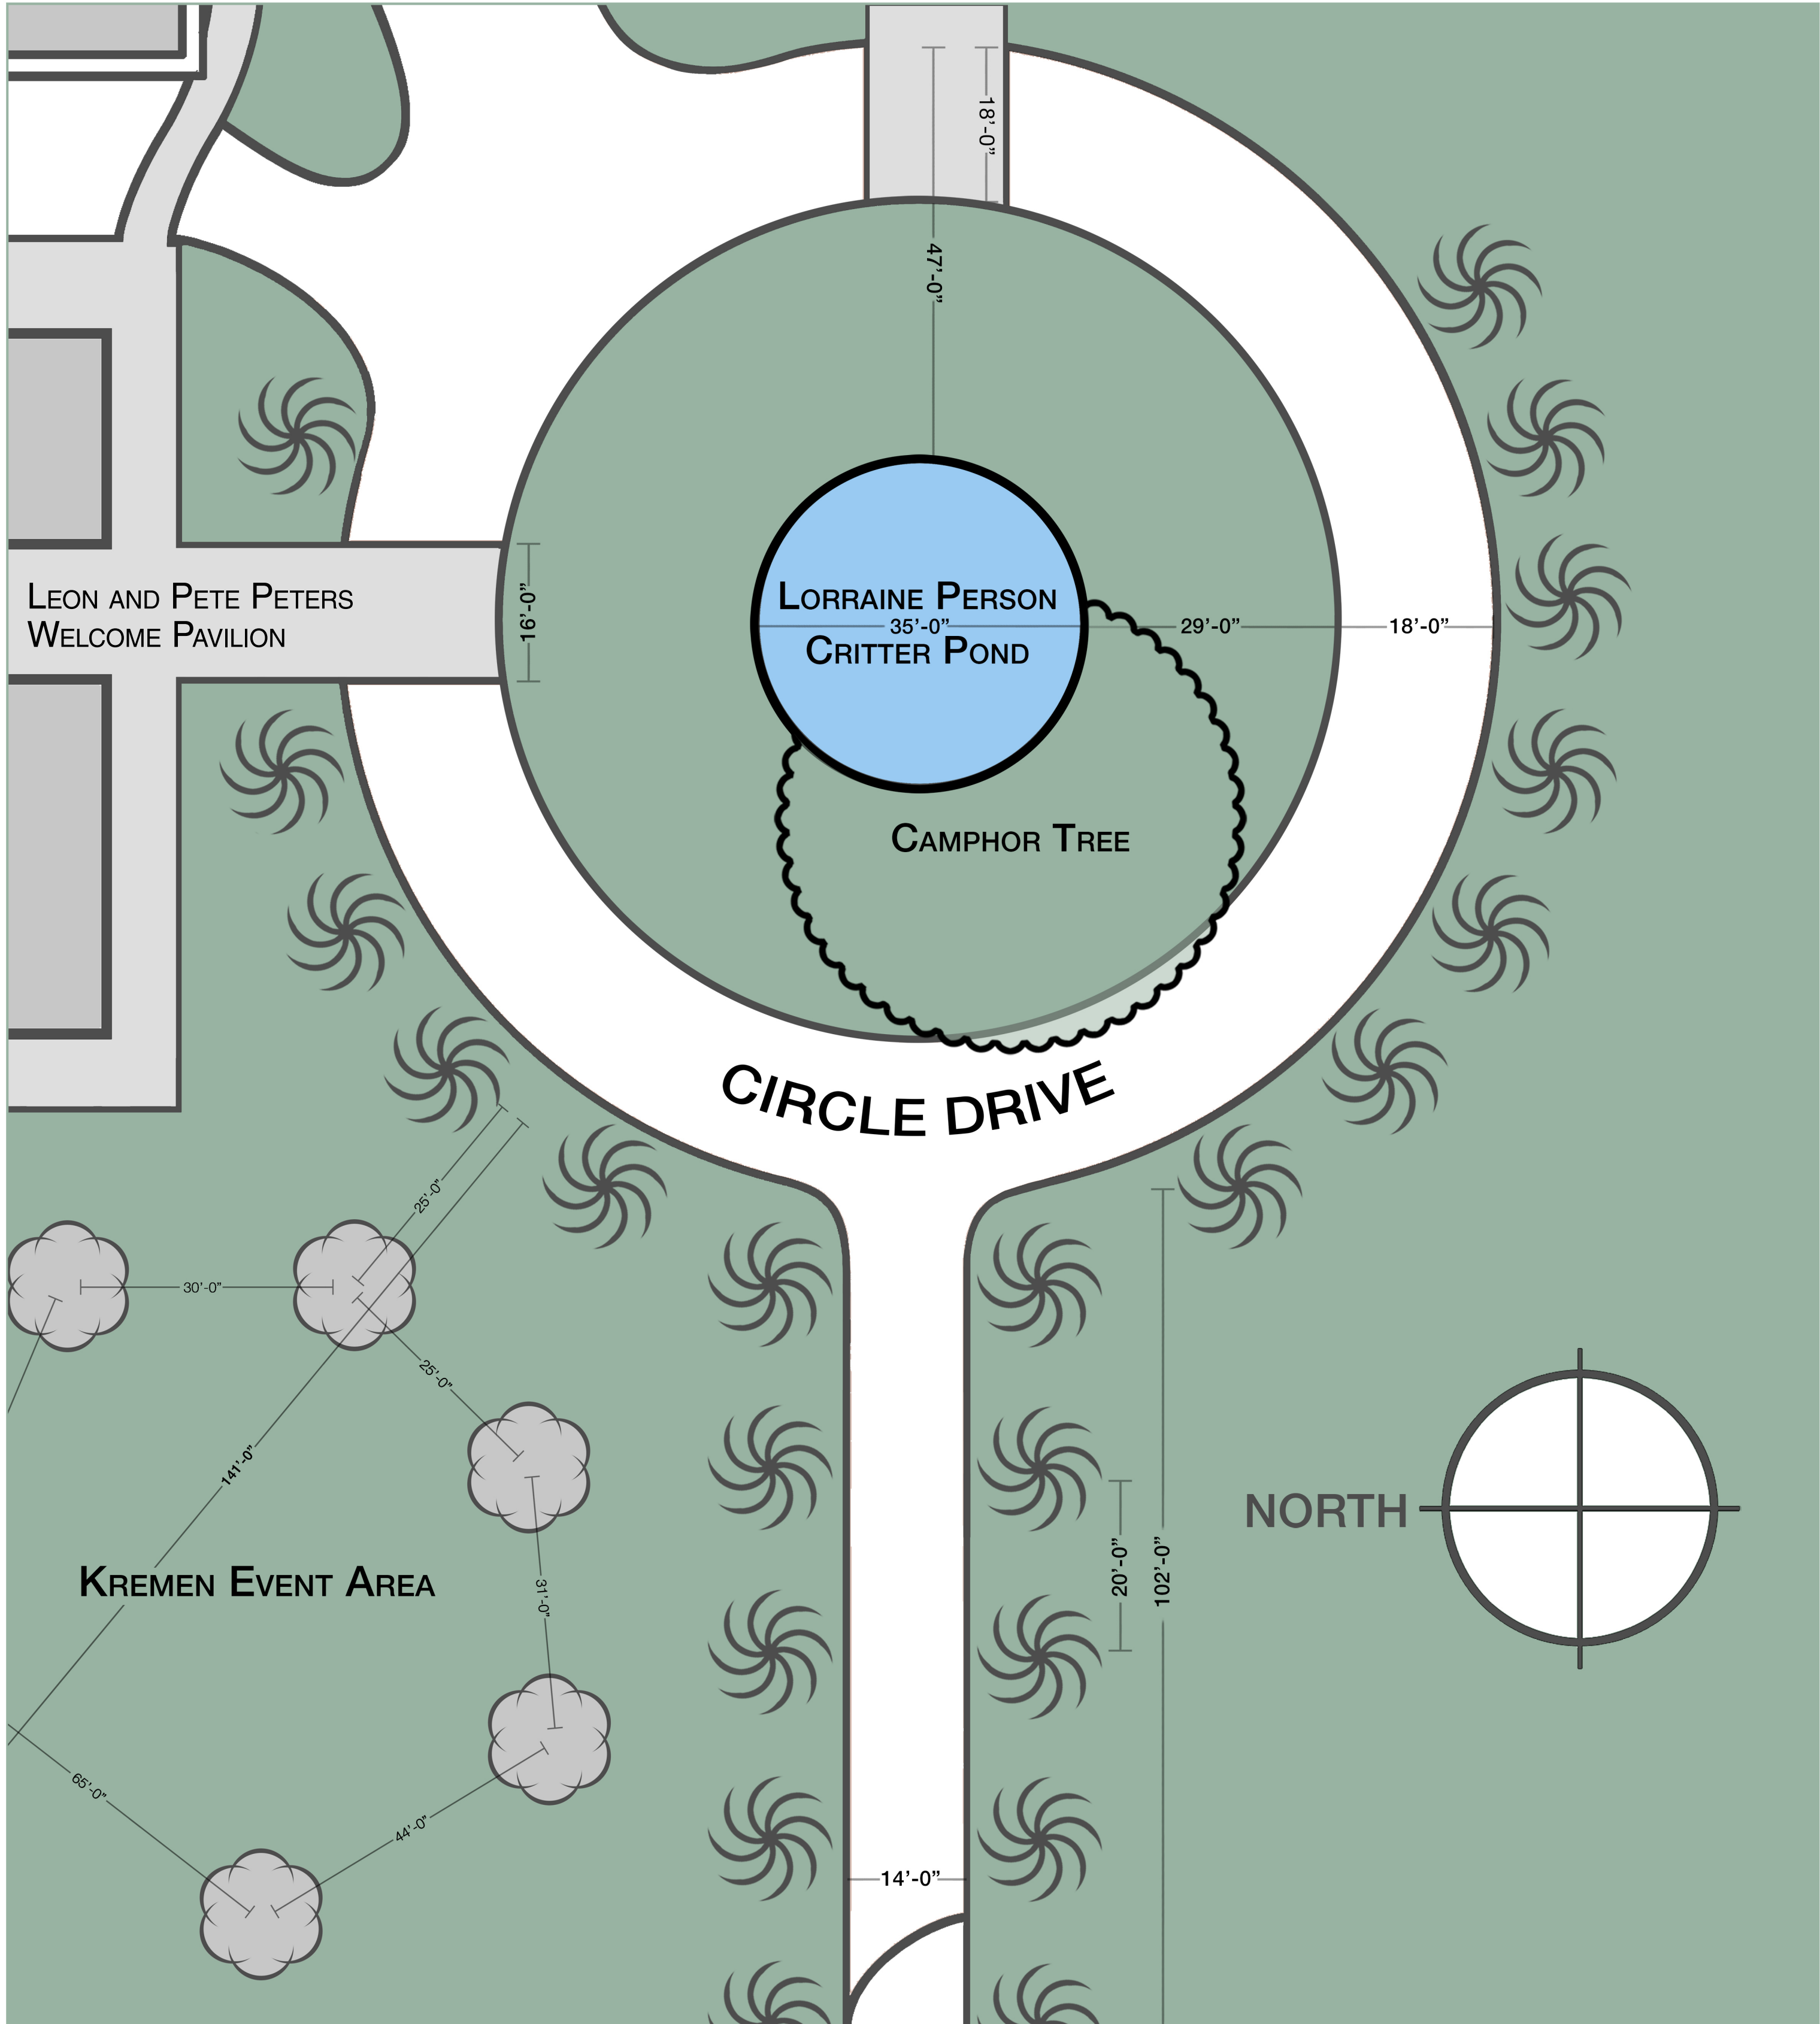 18'-0"
47'-0"
LEON AND PETE PETERS
WELCOME PAVILION
16'-0"
LORRAINE PERSON
35'-0"
CRITTER POND
29'-0"
18'-0"
CAMPHOR TREE
CIRCLE DRIVE
25'-0"
30'-0"
25'-0"
141'-0"
NORTH
KREMEN EVENT AREA
31'-0"
20'-0"
102'-0"
65'-0"
44'-0"
14'-0"